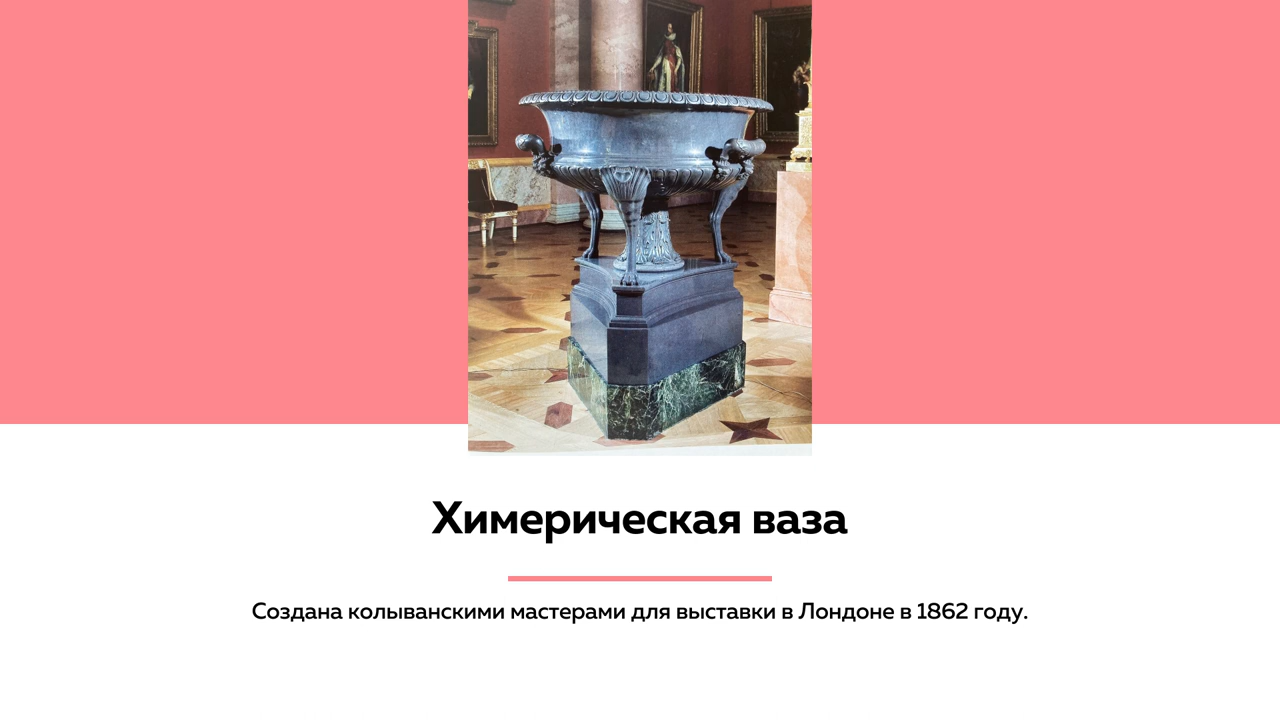 Химерическая ваза
Создана колыванскими мастерами для выставки в Лондоне в 1862 году.